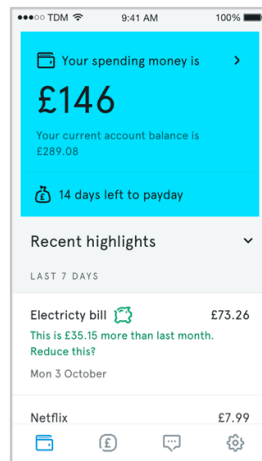 TDM 9:41 AM 100%
Your spending money is
£146
Your current account balance is
£289.08
14 days left to payday
Recent highlights
LAST 7 DAYS
Electricty bill £73.26
This is £35.15 more than last month.
Reduce this?
Mon 3 October
Netflix £7.99